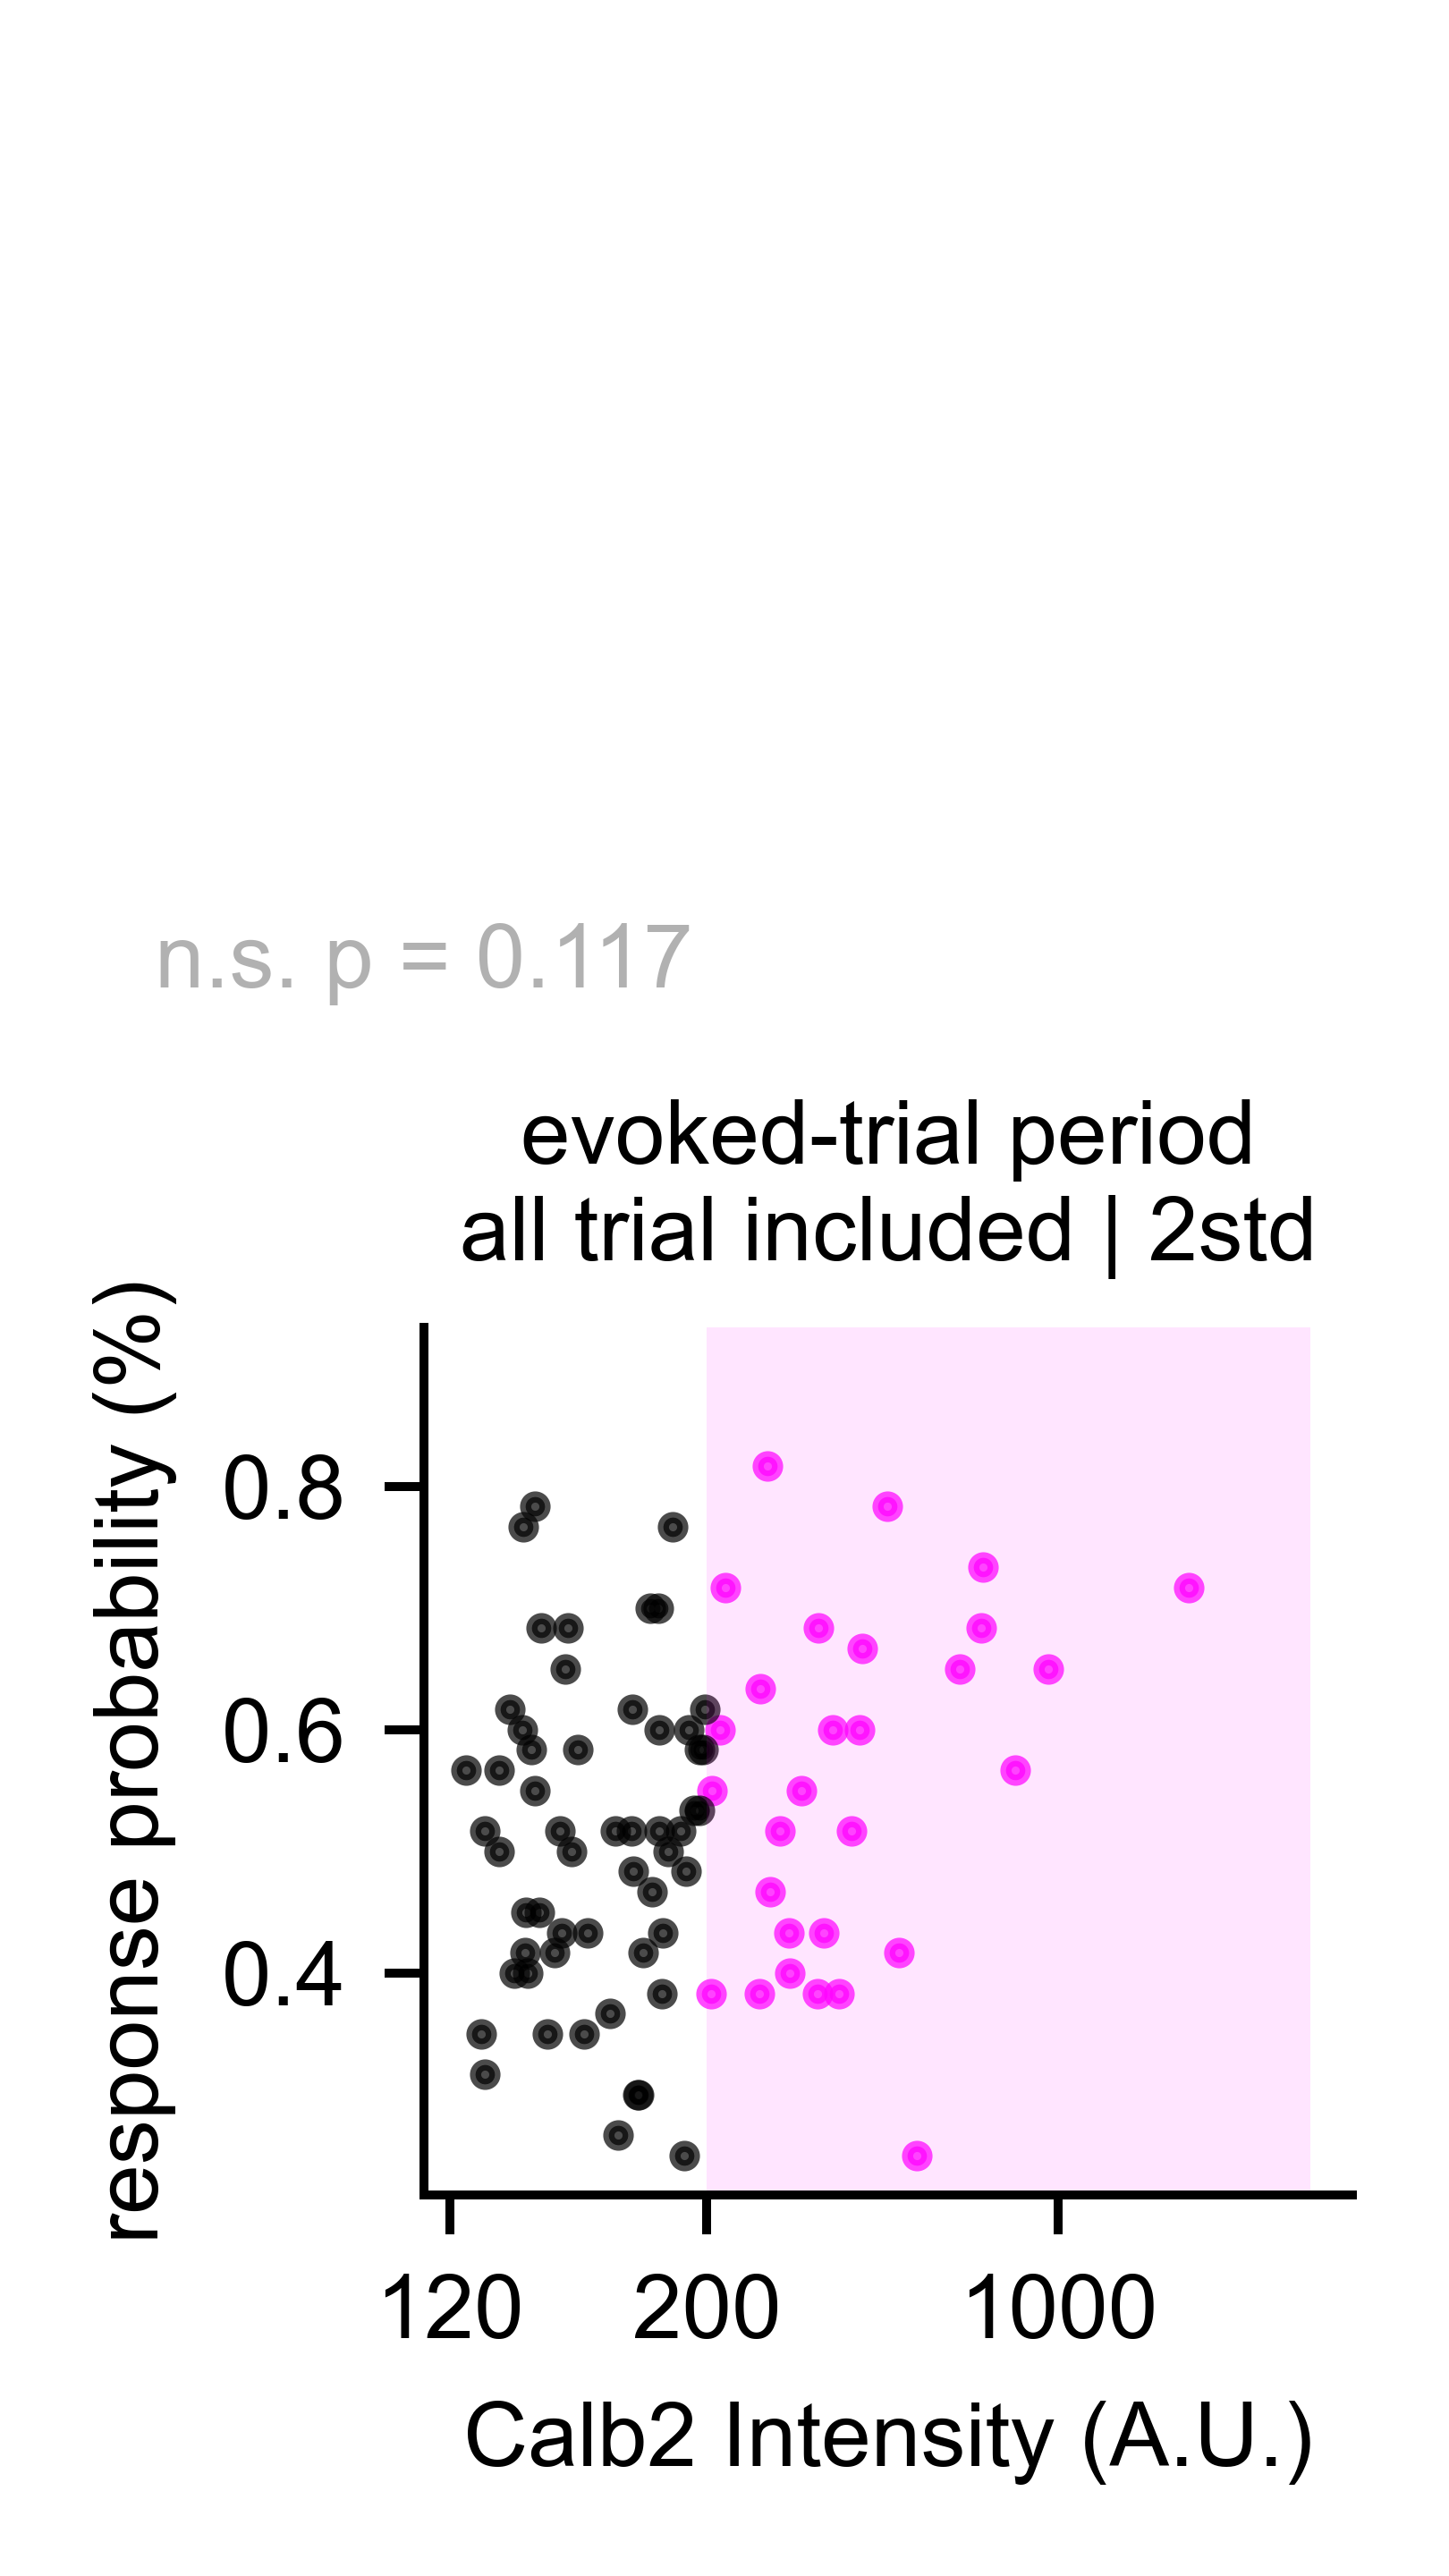 n.s. p = 0.117
evoked-trial period
all trial included | 2std
response probability (%)
0.8
0.6
0.4
120 200 1000
Calb2 Intensity (A.U.)